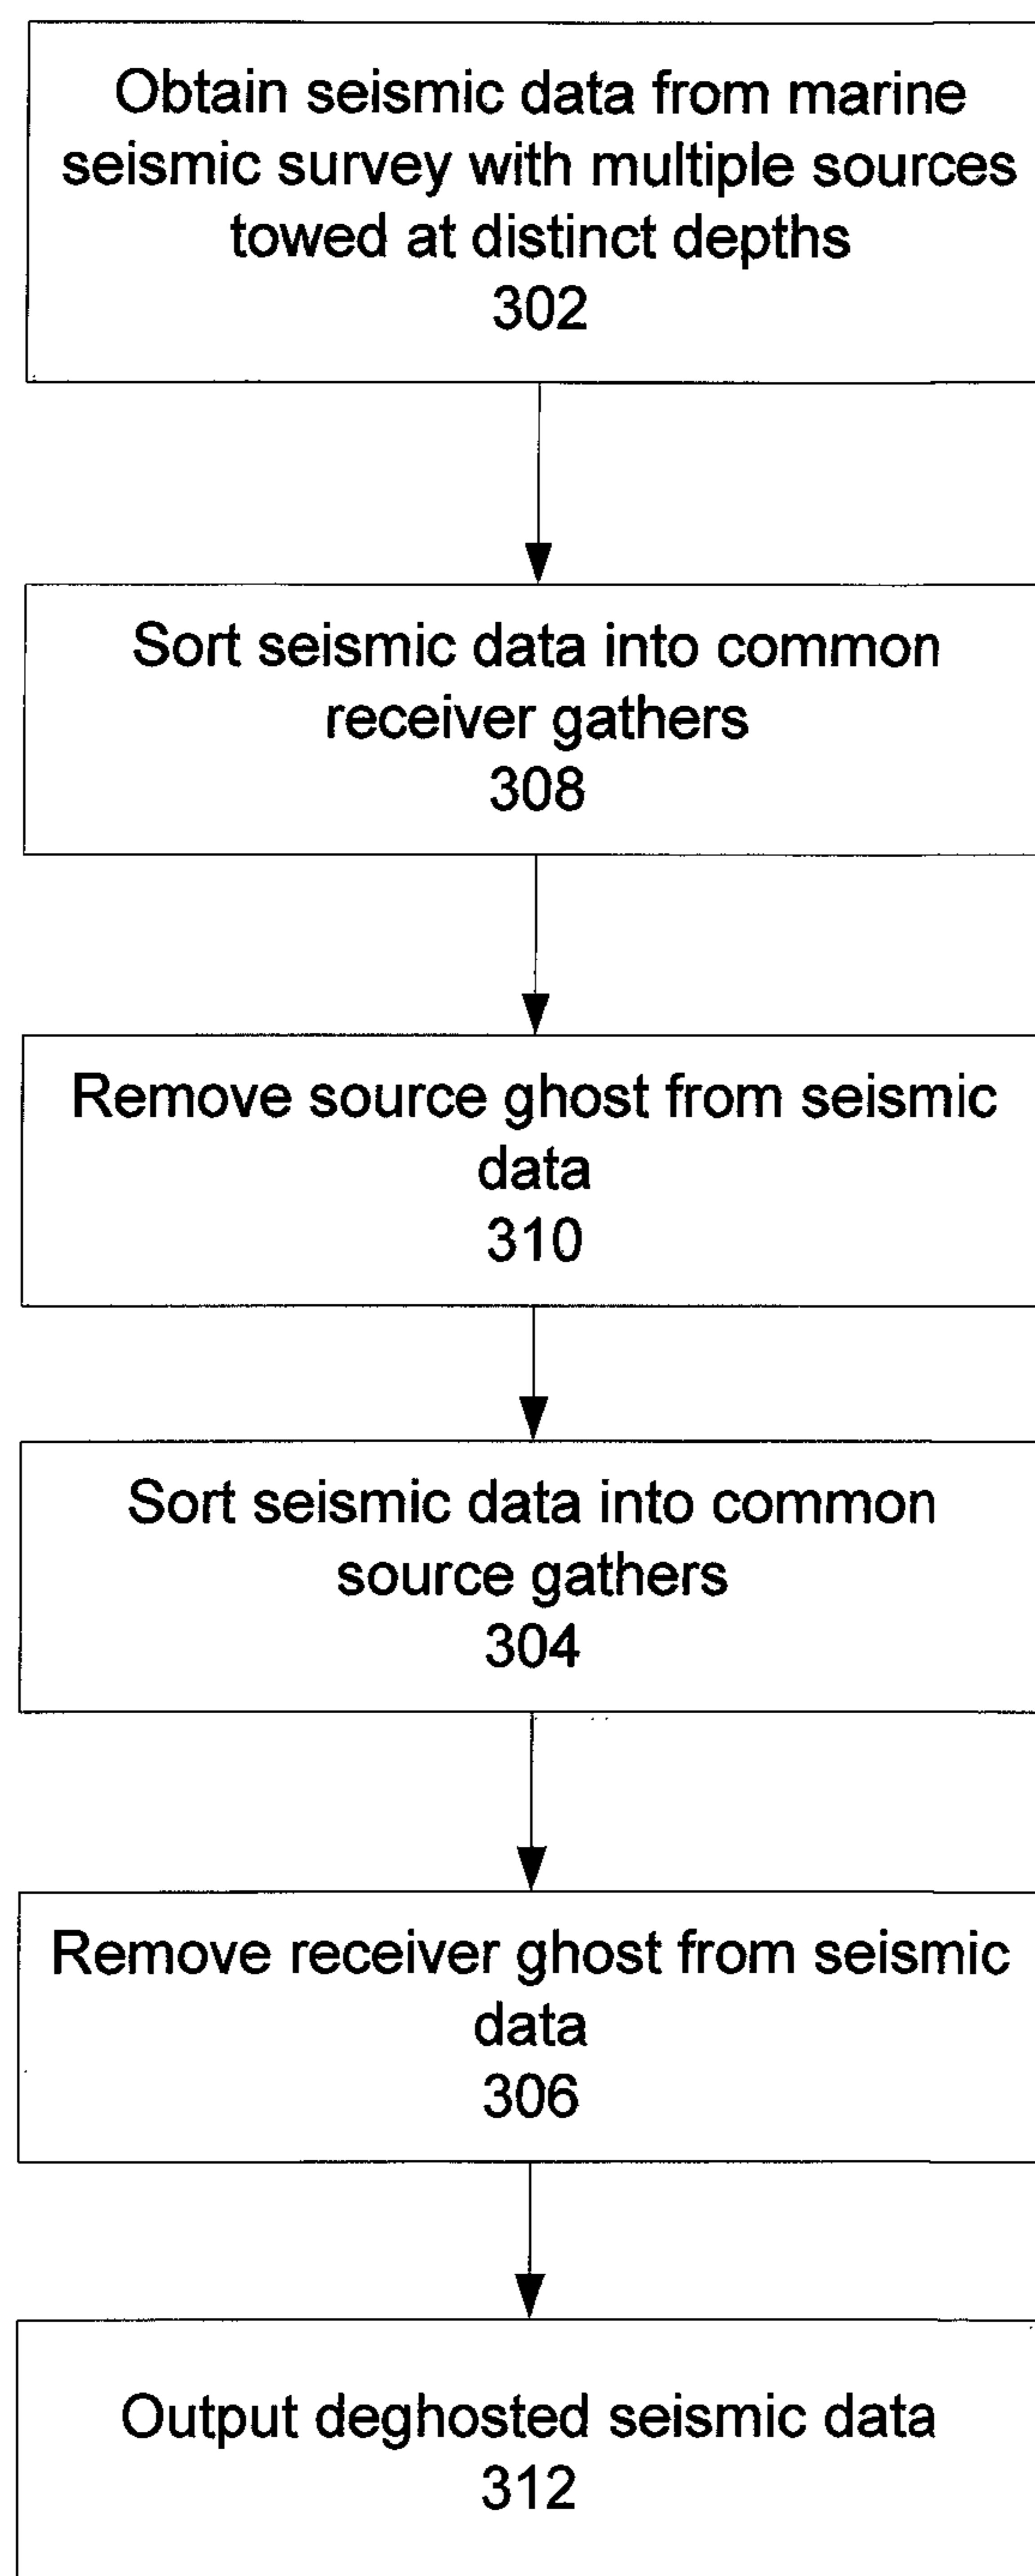 Obtain seismic data from marine
seismic survey with multiple sources
towed at distinct depths
302
Sort seismic data into common
receiver gathers
308
Remove source ghost from seismic
data
310
Sort seismic data into common
source gathers
304
Remove receiver ghost from seismic
data
306
Output deghosted seismic data
312